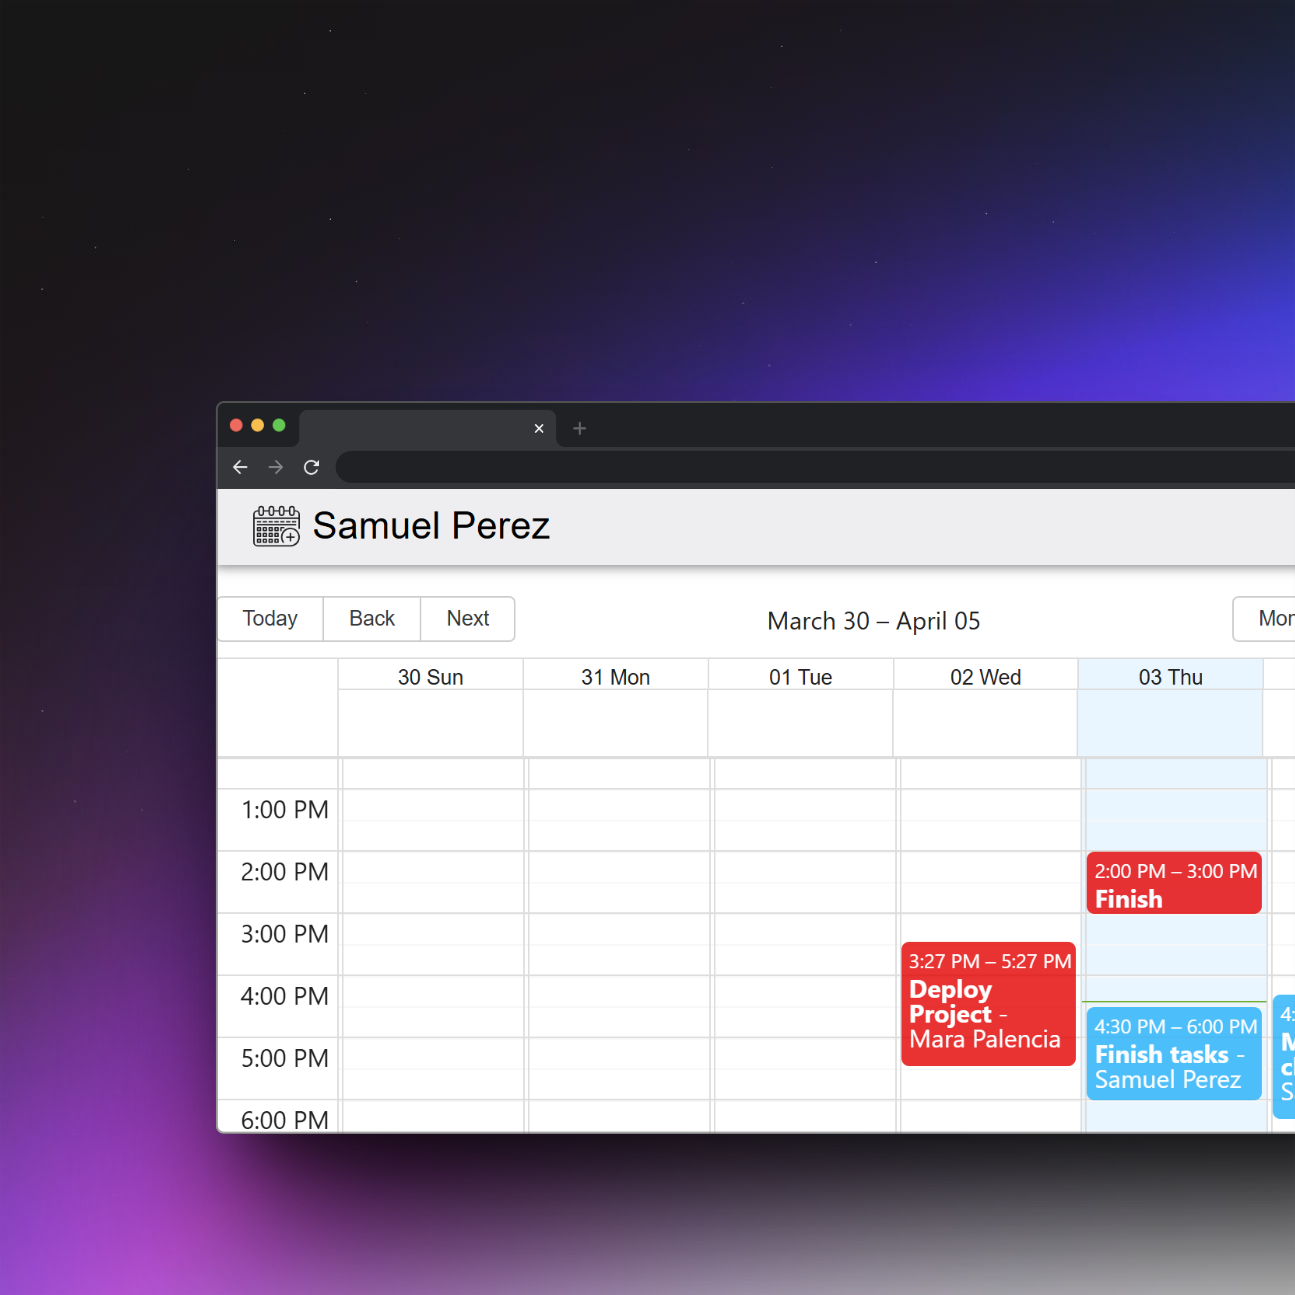 Samuel Perez
Today Back Next
March 30 – April 05
30 Sun 31 Mon 01 Tue 02 Wed 03 Thu
1:00 PM
2:00 PM
3:00 PM
4:00 PM
5:00 PM
6:00 PM
3:27 PM – 5:27 PM
Deploy
Project -
Mara Palencia
2:00 PM – 3:00 PM
Finish
4:30 PM – 6:00 PM
Finish tasks -
Samuel Perez